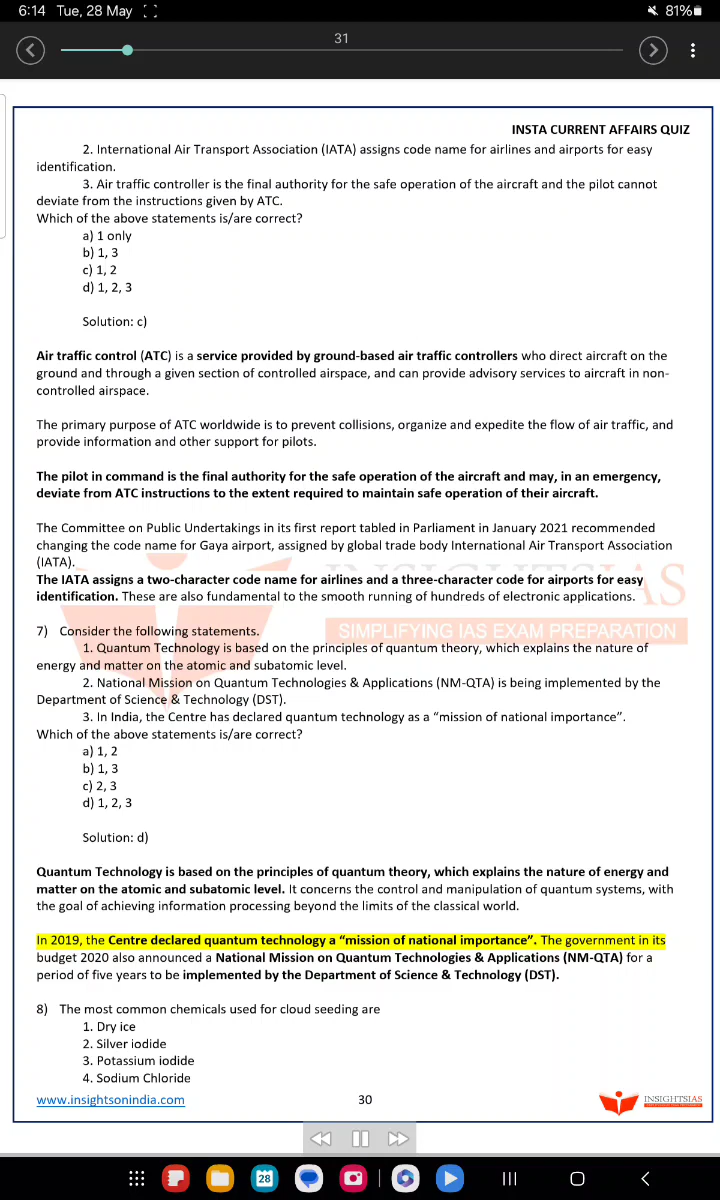 6:14 Tue, 28 May
81%
31
INSTA CURRENT AFFAIRS QUIZ
2. International Air Transport Association (IATA) assigns code name for airlines and airports for easy
identification.
3. Air traffic controller is the final authority for the safe operation of the aircraft and the pilot cannot
deviate from the instructions given by ATC.
Which of the above statements is/are correct?
a) 1 only
b) 1, 3
c) 1, 2
d) 1, 2, 3
Solution: c)
Air traffic control (ATC) is a service provided by ground-based air traffic controllers who direct aircraft on the
ground and through a given section of controlled airspace, and can provide advisory services to aircraft in non-
controlled airspace.
The primary purpose of ATC worldwide is to prevent collisions, organize and expedite the flow of air traffic, and
provide information and other support for pilots.
The pilot in command is the final authority for the safe operation of the aircraft and may, in an emergency,
deviate from ATC instructions to the extent required to maintain safe operation of their aircraft.
The Committee on Public Undertakings in its first report tabled in Parliament in January 2021 recommended
changing the code name for Gaya airport, assigned by global trade body International Air Transport Association
(IATA).
The IATA assigns a two-character code name for airlines and a three-character code for airports for easy
identification. These are also fundamental to the smooth running of hundreds of electronic applications.
INSIGHTSIAS
SIMPLIFYING IAS EXAM PREPARATION
7) Consider the following statements.
1. Quantum Technology is based on the principles of quantum theory, which explains the nature of
energy and matter on the atomic and subatomic level.
2. National Mission on Quantum Technologies & Applications (NM-QTA) is being implemented by the
Department of Science & Technology (DST).
3. In India, the Centre has declared quantum technology as a “mission of national importance”.
Which of the above statements is/are correct?
a) 1, 2
b) 1, 3
c) 2, 3
d) 1, 2, 3
Solution: d)
Quantum Technology is based on the principles of quantum theory, which explains the nature of energy and
matter on the atomic and subatomic level. It concerns the control and manipulation of quantum systems, with
the goal of achieving information processing beyond the limits of the classical world.
In 2019, the Centre declared quantum technology a “mission of national importance”. The government in its
budget 2020 also announced a National Mission on Quantum Technologies & Applications (NM-QTA) for a
period of five years to be implemented by the Department of Science & Technology (DST).
8) The most common chemicals used for cloud seeding are
1. Dry ice
2. Silver iodide
3. Potassium iodide
4. Sodium Chloride
www.insightsonindia.com
30
INSIGHTSIAS
28